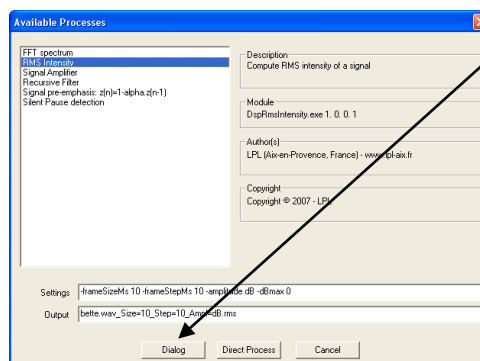 Available Processes
FFT spectrum
RMS Intensity
Signal Amplifier
Recursive Filter
Signal pre-emphasis: z(n)=1-alpha.z(n-1)
Silent Pause detection
Description
Compute RMS intensity of a signal
Module
DspRmsIntensity.exe 1. 0. 0. 1
Author(s)
LPL (Aix-en-Provence, France) - www.lpl-aix.fr
Copyright
Copyright © 2007 - LPL
Settings
-frameSizeMs 10 -frameStepMs 10 -amplitude dB -dBmax 0
Output
bette.wav_Size=10_Step=10_Ampl=dB.rms
Dialog
Direct Process
Cancel